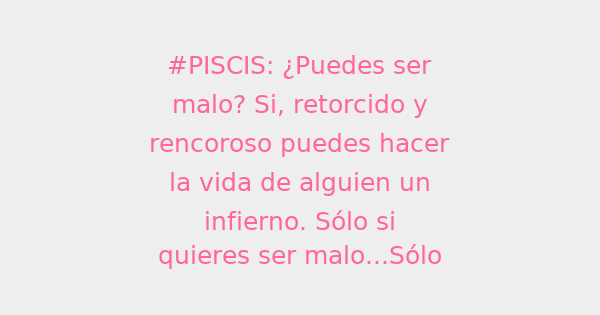 #PISCIS: ¿Puedes ser
malo? Si, retorcido y
rencoroso puedes hacer
la vida de alguien un
infierno. Sólo si
quieres ser malo...Sólo